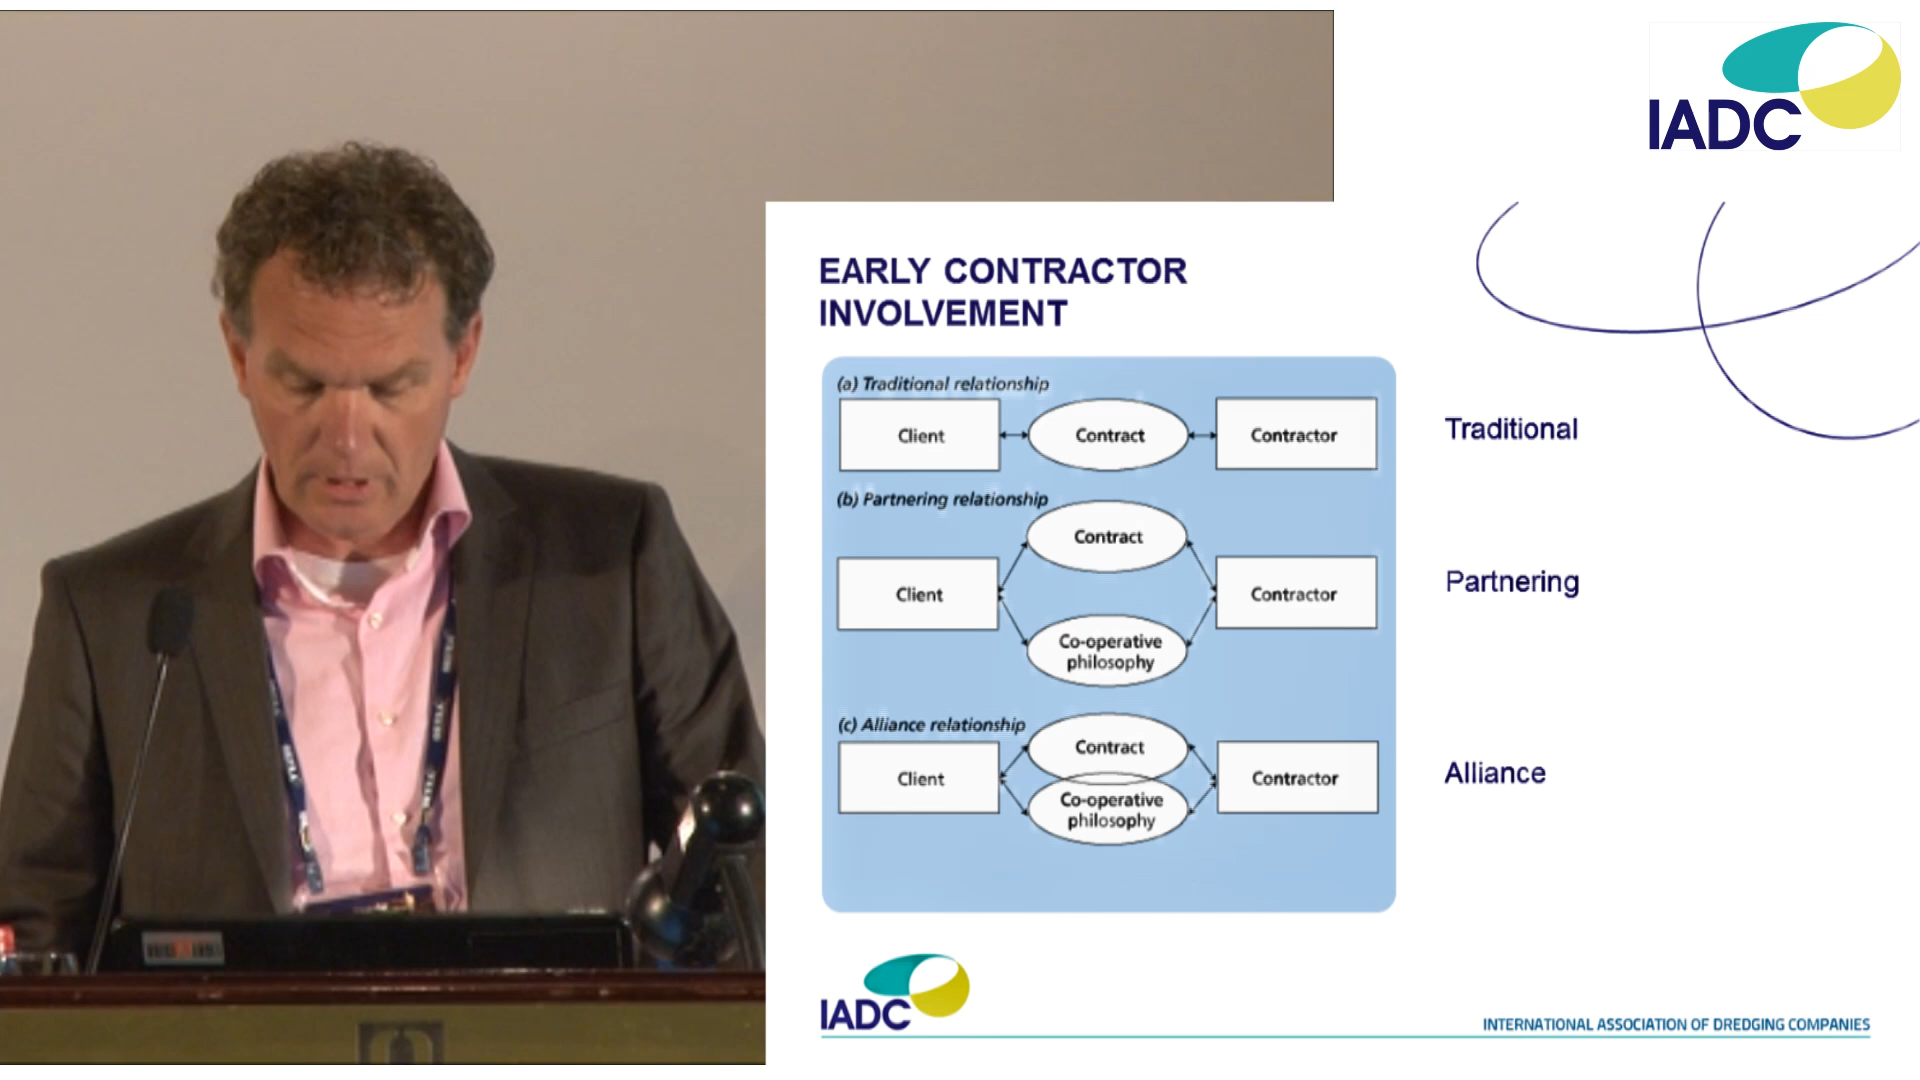 IADC
EARLY CONTRACTOR
INVOLVEMENT
(a) Traditional relationship
Client
Contract
Contractor
Traditional
(b) Partnering relationship
Contract
Client
Contractor
Partnering
Co-operative
philosophy
(c) Alliance relationship
Contract
Client
Contractor
Alliance
Co-operative
philosophy
IADC
INTERNATIONAL ASSOCIATION OF DREDGING COMPANIES